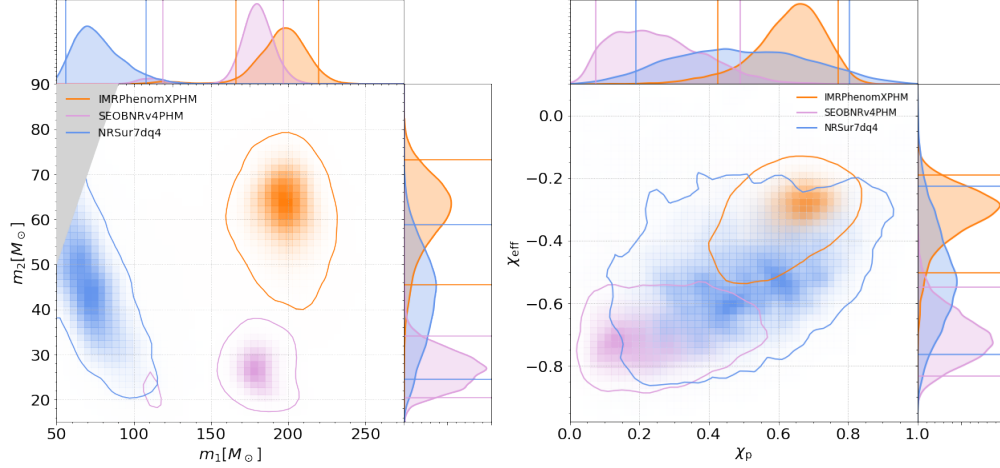 90
80
70
60
50
40
30
20
m₂[M⊙]
50
100
150
200
250
m₁[M⊙]
IMRPhenomXPHM
SEOBNRv4PHM
NRSur7dq4
0.0
−0.2
−0.4
−0.6
−0.8
χeff
0.0
0.2
0.4
0.6
0.8
1.0
χp
IMRPhenomXPHM
SEOBNRv4PHM
NRSur7dq4